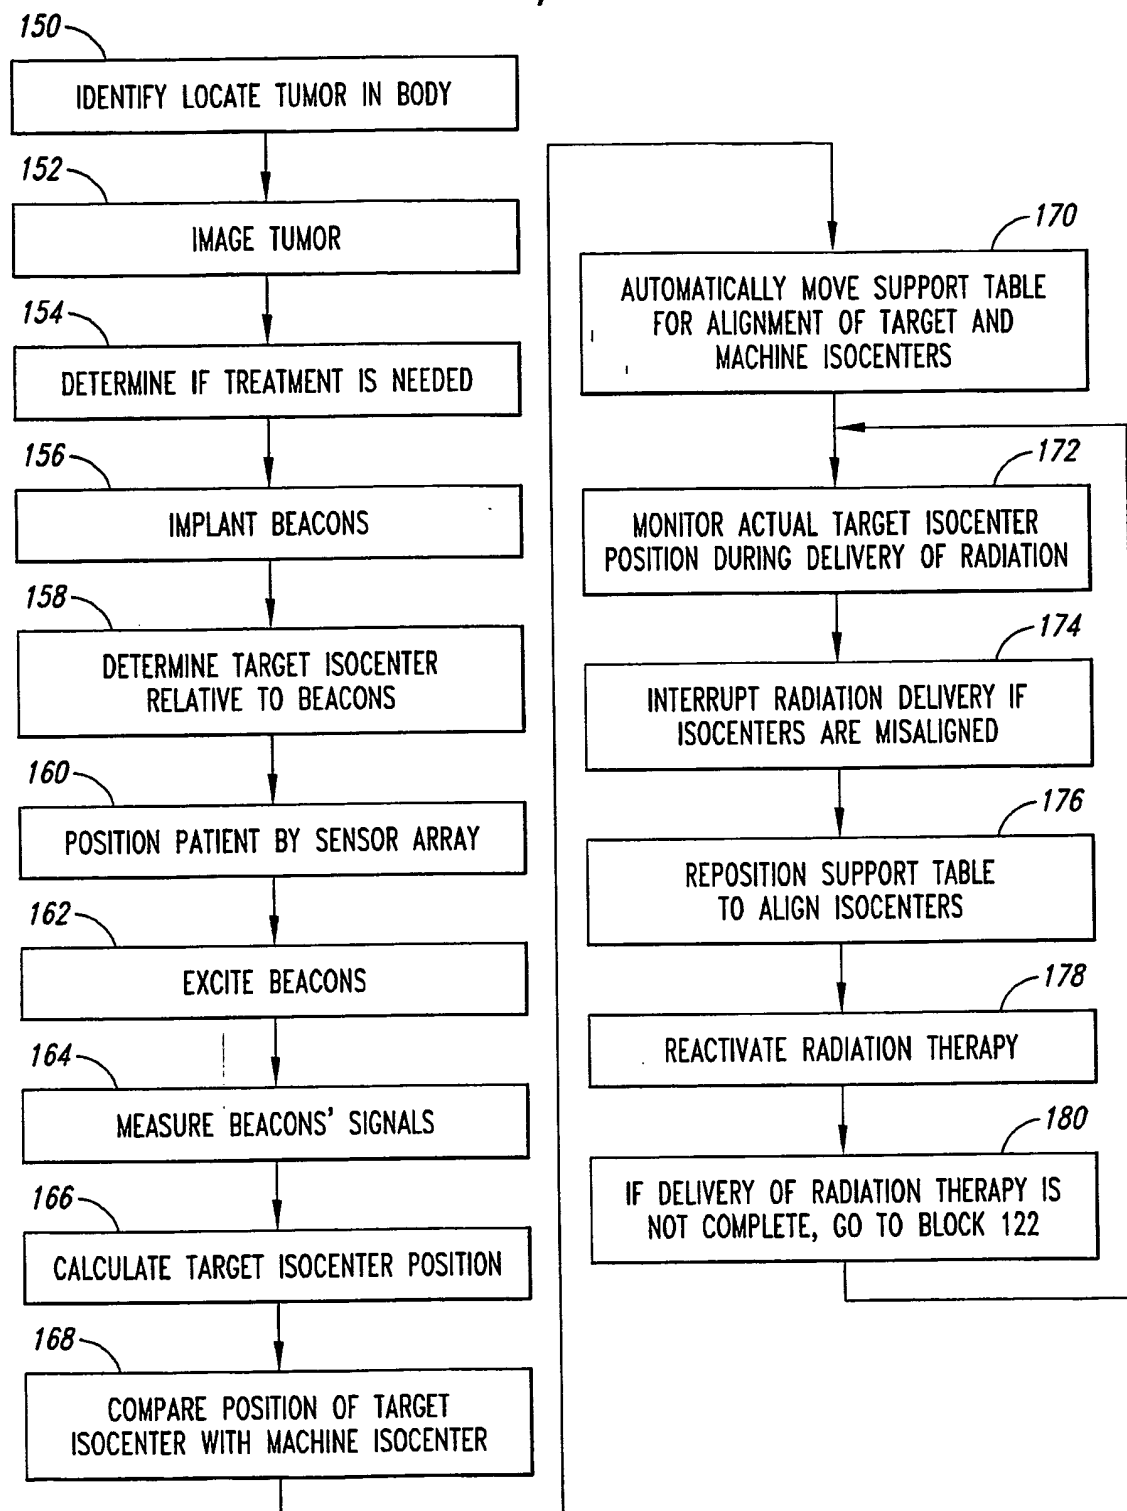 150
IDENTIFY LOCATE TUMOR IN BODY
152
IMAGE TUMOR
154
DETERMINE IF TREATMENT IS NEEDED
156
IMPLANT BEACONS
158
DETERMINE TARGET ISOCENTER
RELATIVE TO BEACONS
160
POSITION PATIENT BY SENSOR ARRAY
162
EXCITE BEACONS
164
MEASURE BEACONS' SIGNALS
166
CALCULATE TARGET ISOCENTER POSITION
168
COMPARE POSITION OF TARGET
ISOCENTER WITH MACHINE ISOCENTER
170
AUTOMATICALLY MOVE SUPPORT TABLE
FOR ALIGNMENT OF TARGET AND
MACHINE ISOCENTERS
172
MONITOR ACTUAL TARGET ISOCENTER
POSITION DURING DELIVERY OF RADIATION
174
INTERRUPT RADIATION DELIVERY IF
ISOCENTERS ARE MISALIGNED
176
REPOSITION SUPPORT TABLE
TO ALIGN ISOCENTERS
178
REACTIVATE RADIATION THERAPY
180
IF DELIVERY OF RADIATION THERAPY IS
NOT COMPLETE, GO TO BLOCK 122